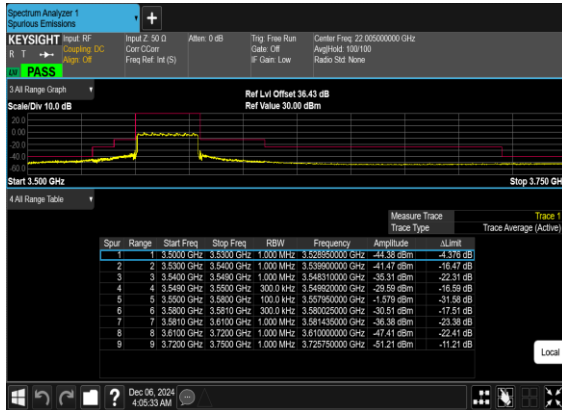 Spectrum Analyzer 1
Spurious Emissions
KEYSIGHT Input: RF Input Z: 50 Ω Atten: 0 dB Trig: Free Run Center Freq: 22.005000000 GHz
R T Coupling: DC Corr CCorr Gate: Off Avg|Hold: 100/100
Align: Off Freq Ref: Int (S) IF Gain: Low Radio Std: None
PASS
3 All Range Graph
Scale/Div 10.0 dB
Ref Lvl Offset 36.43 dB
Ref Value 30.00 dBm
20.0
0.00
-20.0
-40.0
-60.0
Start 3.500 GHz Stop 3.750 GH
4 All Range Table
Measure Trace Trace 1
Trace Type Trace Average (Active)
Spur Range Start Freq Stop Freq RBW Frequency Amplitude ΔLimit
1 1 3.5000 GHz 3.5300 GHz 1.000 MHz 3.528950000 GHz -44.38 dBm -4.376 dB
2 2 3.5300 GHz 3.5400 GHz 1.000 MHz 3.539900000 GHz -41.47 dBm -16.47 dB
3 3 3.5400 GHz 3.5490 GHz 1.000 MHz 3.548310000 GHz -35.31 dBm -22.31 dB
4 4 3.5490 GHz 3.5500 GHz 300.0 kHz 3.549920000 GHz -29.59 dBm -16.59 dB
5 5 3.5500 GHz 3.5800 GHz 100.0 kHz 3.557950000 GHz -1.579 dBm -31.58 dB
6 6 3.5800 GHz 3.5810 GHz 300.0 kHz 3.580025000 GHz -30.51 dBm -17.51 dB
7 7 3.5810 GHz 3.6100 GHz 1.000 MHz 3.581435000 GHz -36.38 dBm -23.38 dB
8 8 3.6100 GHz 3.7200 GHz 1.000 MHz 3.610000000 GHz -47.41 dBm -22.41 dB
9 9 3.7200 GHz 3.7500 GHz 1.000 MHz 3.725750000 GHz -51.21 dBm -11.21 dB
Local
Dec 06, 2024
4:05:33 AM